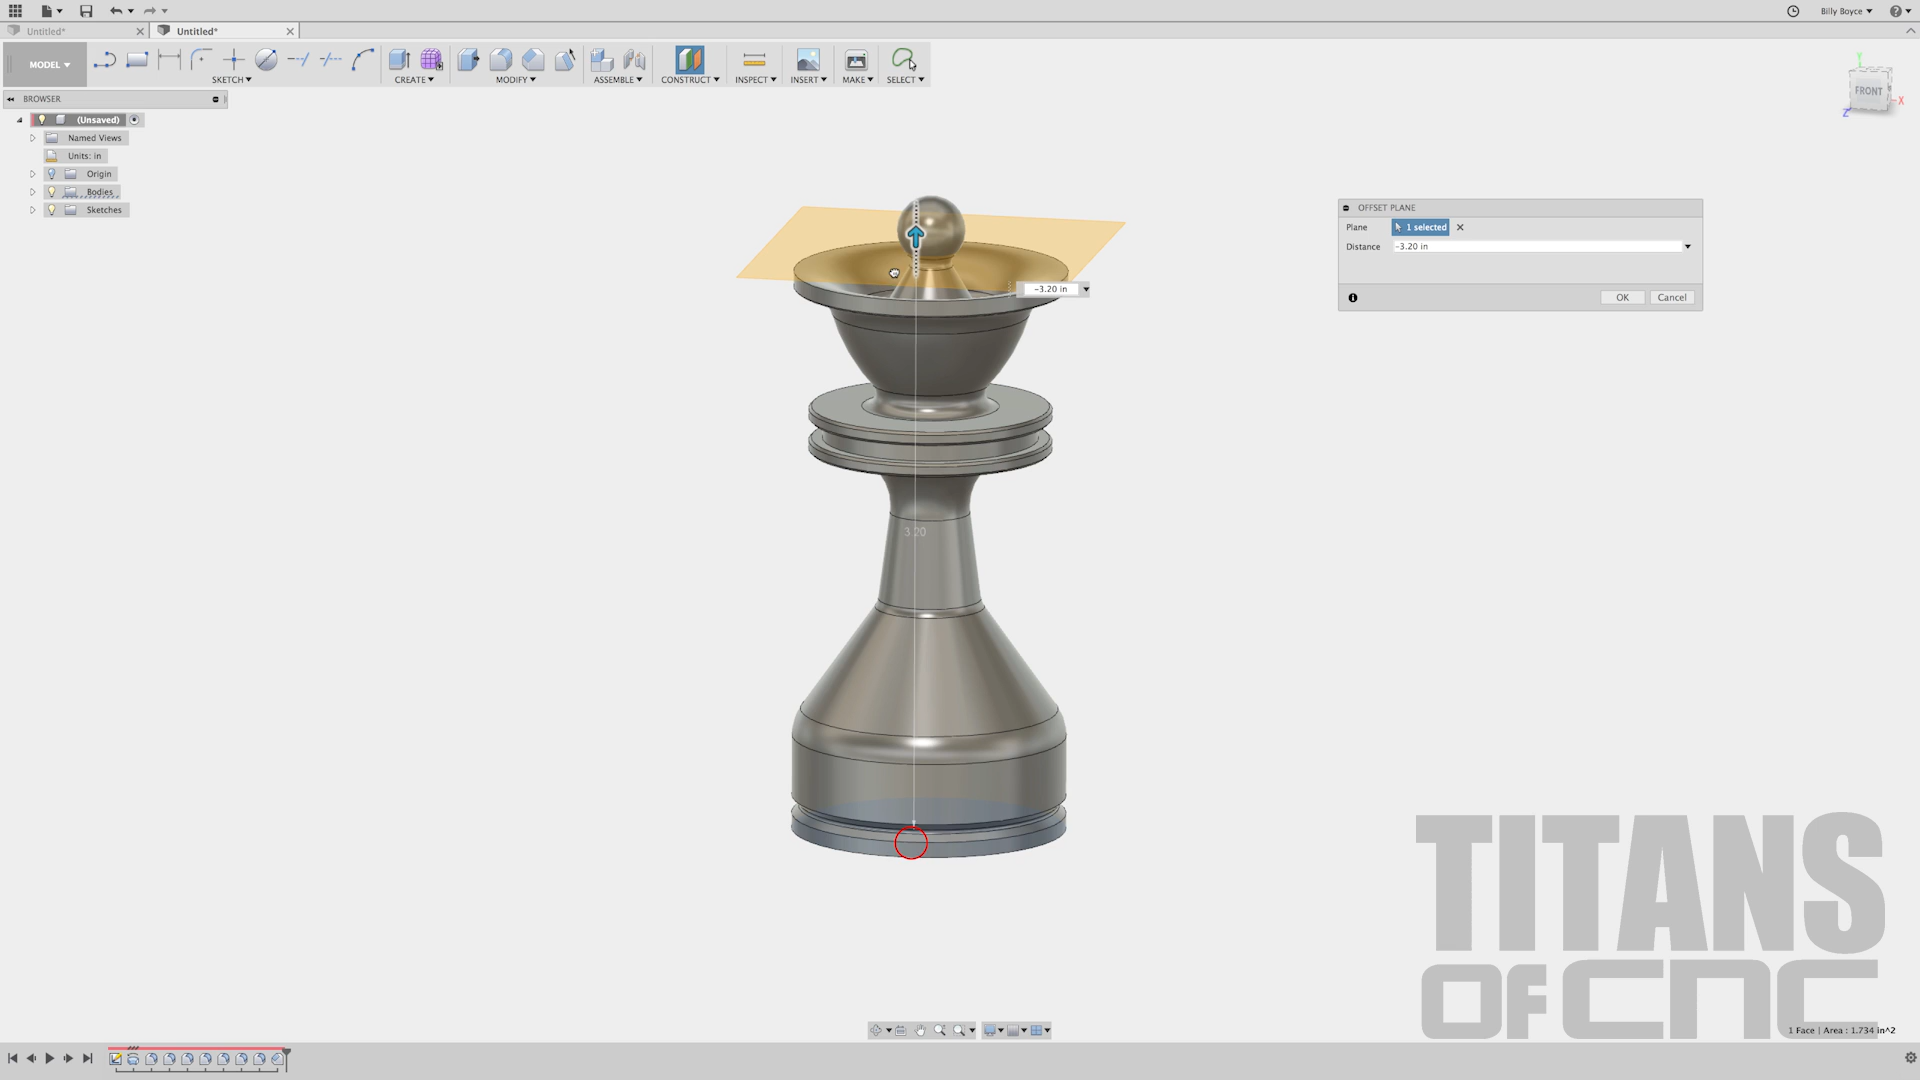 Billy Boyce
Untitled*
Untitled*
MODEL
SKETCH
CREATE
MODIFY
ASSEMBLE
CONSTRUCT
INSPECT
INSERT
MAKE
SELECT
BROWSER
(Unsaved)
Named Views
Units: in
Origin
Bodies
Sketches
Y
FRONT
X
Z
OFFSET PLANE
Plane
1 selected
Distance
-3.20 in
OK
Cancel
-3.20 in
3.20
TITANS
OF CNC
1 Face | Area : 1.734 in^2